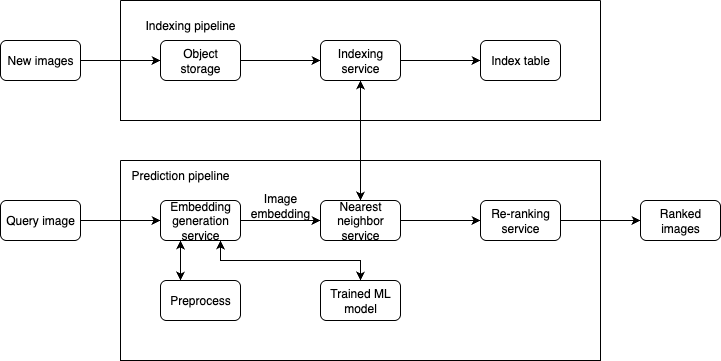 Indexing pipeline
New images
Object
storage
Indexing
service
Index table
Prediction pipeline
Query image
Embedding
generation
service
Image
embedding
Nearest
neighbor
service
Re-ranking
service
Ranked
images
Preprocess
Trained ML
model